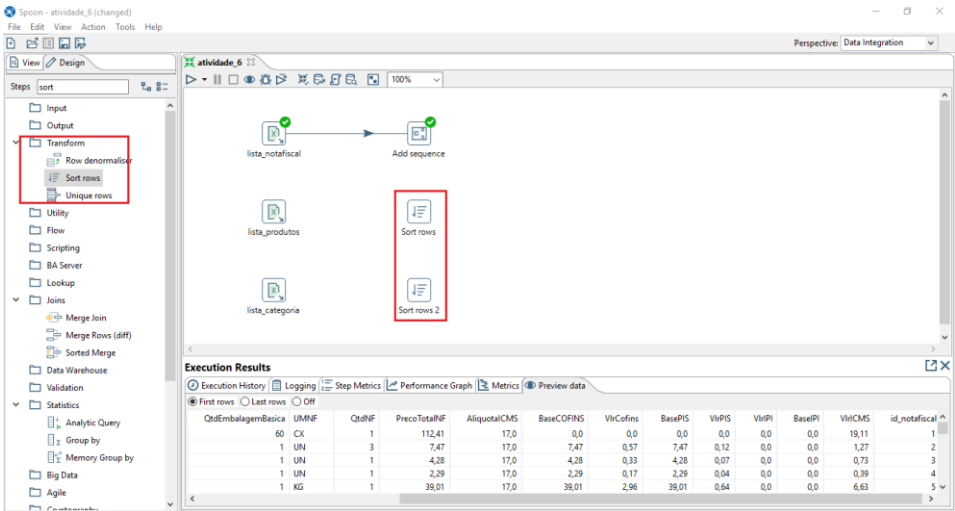 Spoon - atividade_6 (changed)
File Edit View Action Tools Help
Perspective: Data Integration
View Design
atividade_6
Steps sort
100%
Input
Output
Transform
Row denormaliser
Sort rows
Unique rows
Utility
Flow
Scripting
BA Server
Lookup
Joins
Merge Join
Merge Rows (diff)
Sorted Merge
Data Warehouse
Validation
Statistics
Analytic Query
Group by
Memory Group by
Big Data
Agile
Cryptography
lista_notafiscal
Add sequence
lista_produtos
Sort rows
lista_categoria
Sort rows 2
Execution Results
Execution History Logging Step Metrics Performance Graph Metrics Preview data
First rows Last rows Off
QtdEmbalagemBasica UMNF QtdNF PrecoTotalNF AliquotaICMS BaseCOFINS VlrCofins BasePIS VlrPIS VlrIPI BaseIPI VlrICMS id_notafiscal
60 CX 1 112,41 17,0 0,0 0,0 0,0 0,0 0,0 0,0 19,11 1
1 UN 3 7,47 17,0 7,47 0,57 7,47 0,12 0,0 0,0 1,27 2
1 UN 1 4,28 17,0 4,28 0,33 4,28 0,07 0,0 0,0 0,73 3
1 UN 1 2,29 17,0 2,29 0,17 2,29 0,04 0,0 0,0 0,39 4
1 KG 1 39,01 17,0 39,01 2,96 39,01 0,64 0,0 0,0 6,63 5